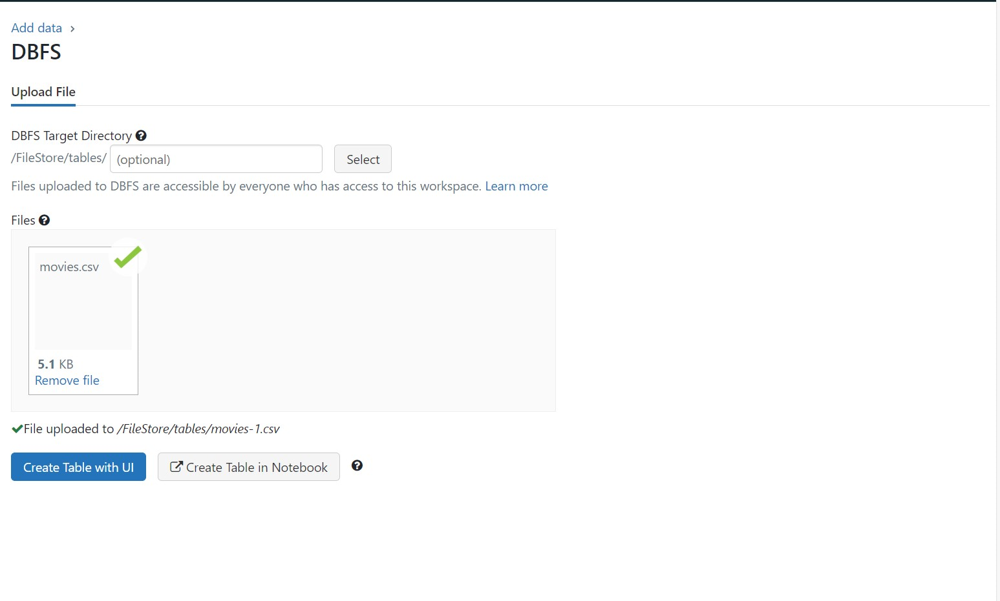 Add data ›
DBFS
Upload File
DBFS Target Directory ?
/FileStore/tables/ (optional) Select
Files uploaded to DBFS are accessible by everyone who has access to this workspace. Learn more
Files ?
movies.csv
5.1 KB
Remove file
File uploaded to /FileStore/tables/movies-1.csv
Create Table with UI Create Table in Notebook ?